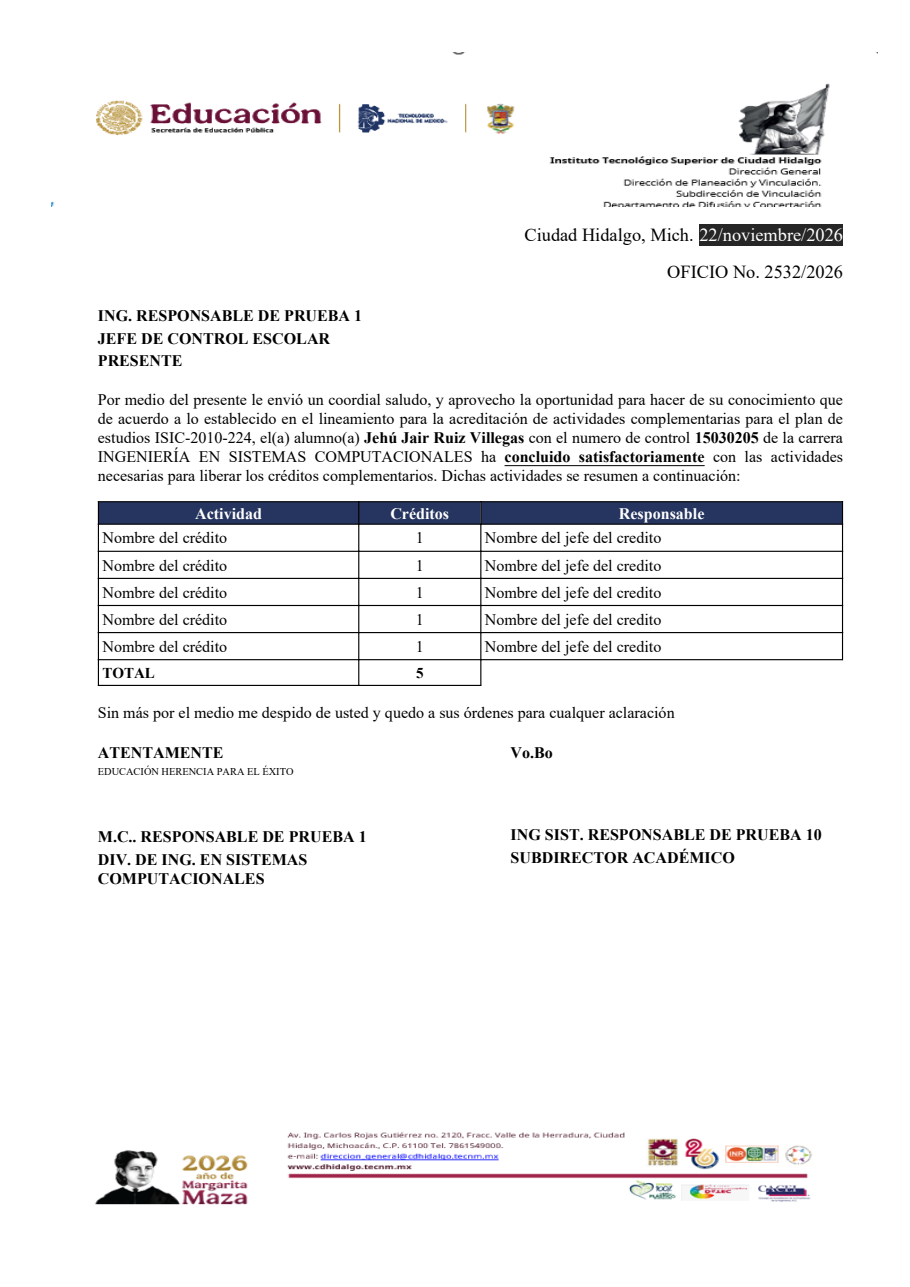 Educación
Secretaría de Educación Pública
TECNOLÓGICO
NACIONAL DE MÉXICO
Instituto Tecnológico Superior de Ciudad Hidalgo
Dirección General
Dirección de Planeación y Vinculación.
Subdirección de Vinculación
Departamento de Difusión y Concertación
Ciudad Hidalgo, Mich. 22/noviembre/2026
OFICIO No. 2532/2026
ING. RESPONSABLE DE PRUEBA 1
JEFE DE CONTROL ESCOLAR
PRESENTE
Por medio del presente le envió un coordial saludo, y aprovecho la oportunidad para hacer de su conocimiento que
de acuerdo a lo establecido en el lineamiento para la acreditación de actividades complementarias para el plan de
estudios ISIC-2010-224, el(a) alumno(a) Jehú Jair Ruiz Villegas con el numero de control 15030205 de la carrera
INGENIERÍA EN SISTEMAS COMPUTACIONALES ha concluido satisfactoriamente con las actividades
necesarias para liberar los créditos complementarios. Dichas actividades se resumen a continuación:
Actividad Créditos Responsable
Nombre del crédito 1 Nombre del jefe del credito
Nombre del crédito 1 Nombre del jefe del credito
Nombre del crédito 1 Nombre del jefe del credito
Nombre del crédito 1 Nombre del jefe del credito
Nombre del crédito 1 Nombre del jefe del credito
TOTAL 5
Sin más por el medio me despido de usted y quedo a sus órdenes para cualquer aclaración
ATENTAMENTE
EDUCACIÓN HERENCIA PARA EL ÉXITO
Vo.Bo
M.C.. RESPONSABLE DE PRUEBA 1
DIV. DE ING. EN SISTEMAS
COMPUTACIONALES
ING SIST. RESPONSABLE DE PRUEBA 10
SUBDIRECTOR ACADÉMICO
2026
año de
Margarita
Maza
Av. Ing. Carlos Rojas Gutiérrez no. 2120, Fracc. Valle de la Herradura, Ciudad
Hidalgo, Michoacán., C.P. 61100 Tel. 7861549000.
e-mail: direccion_general@cdhidalgo.tecnm.mx
www.cdhidalgo.tecnm.mx
ITSCH